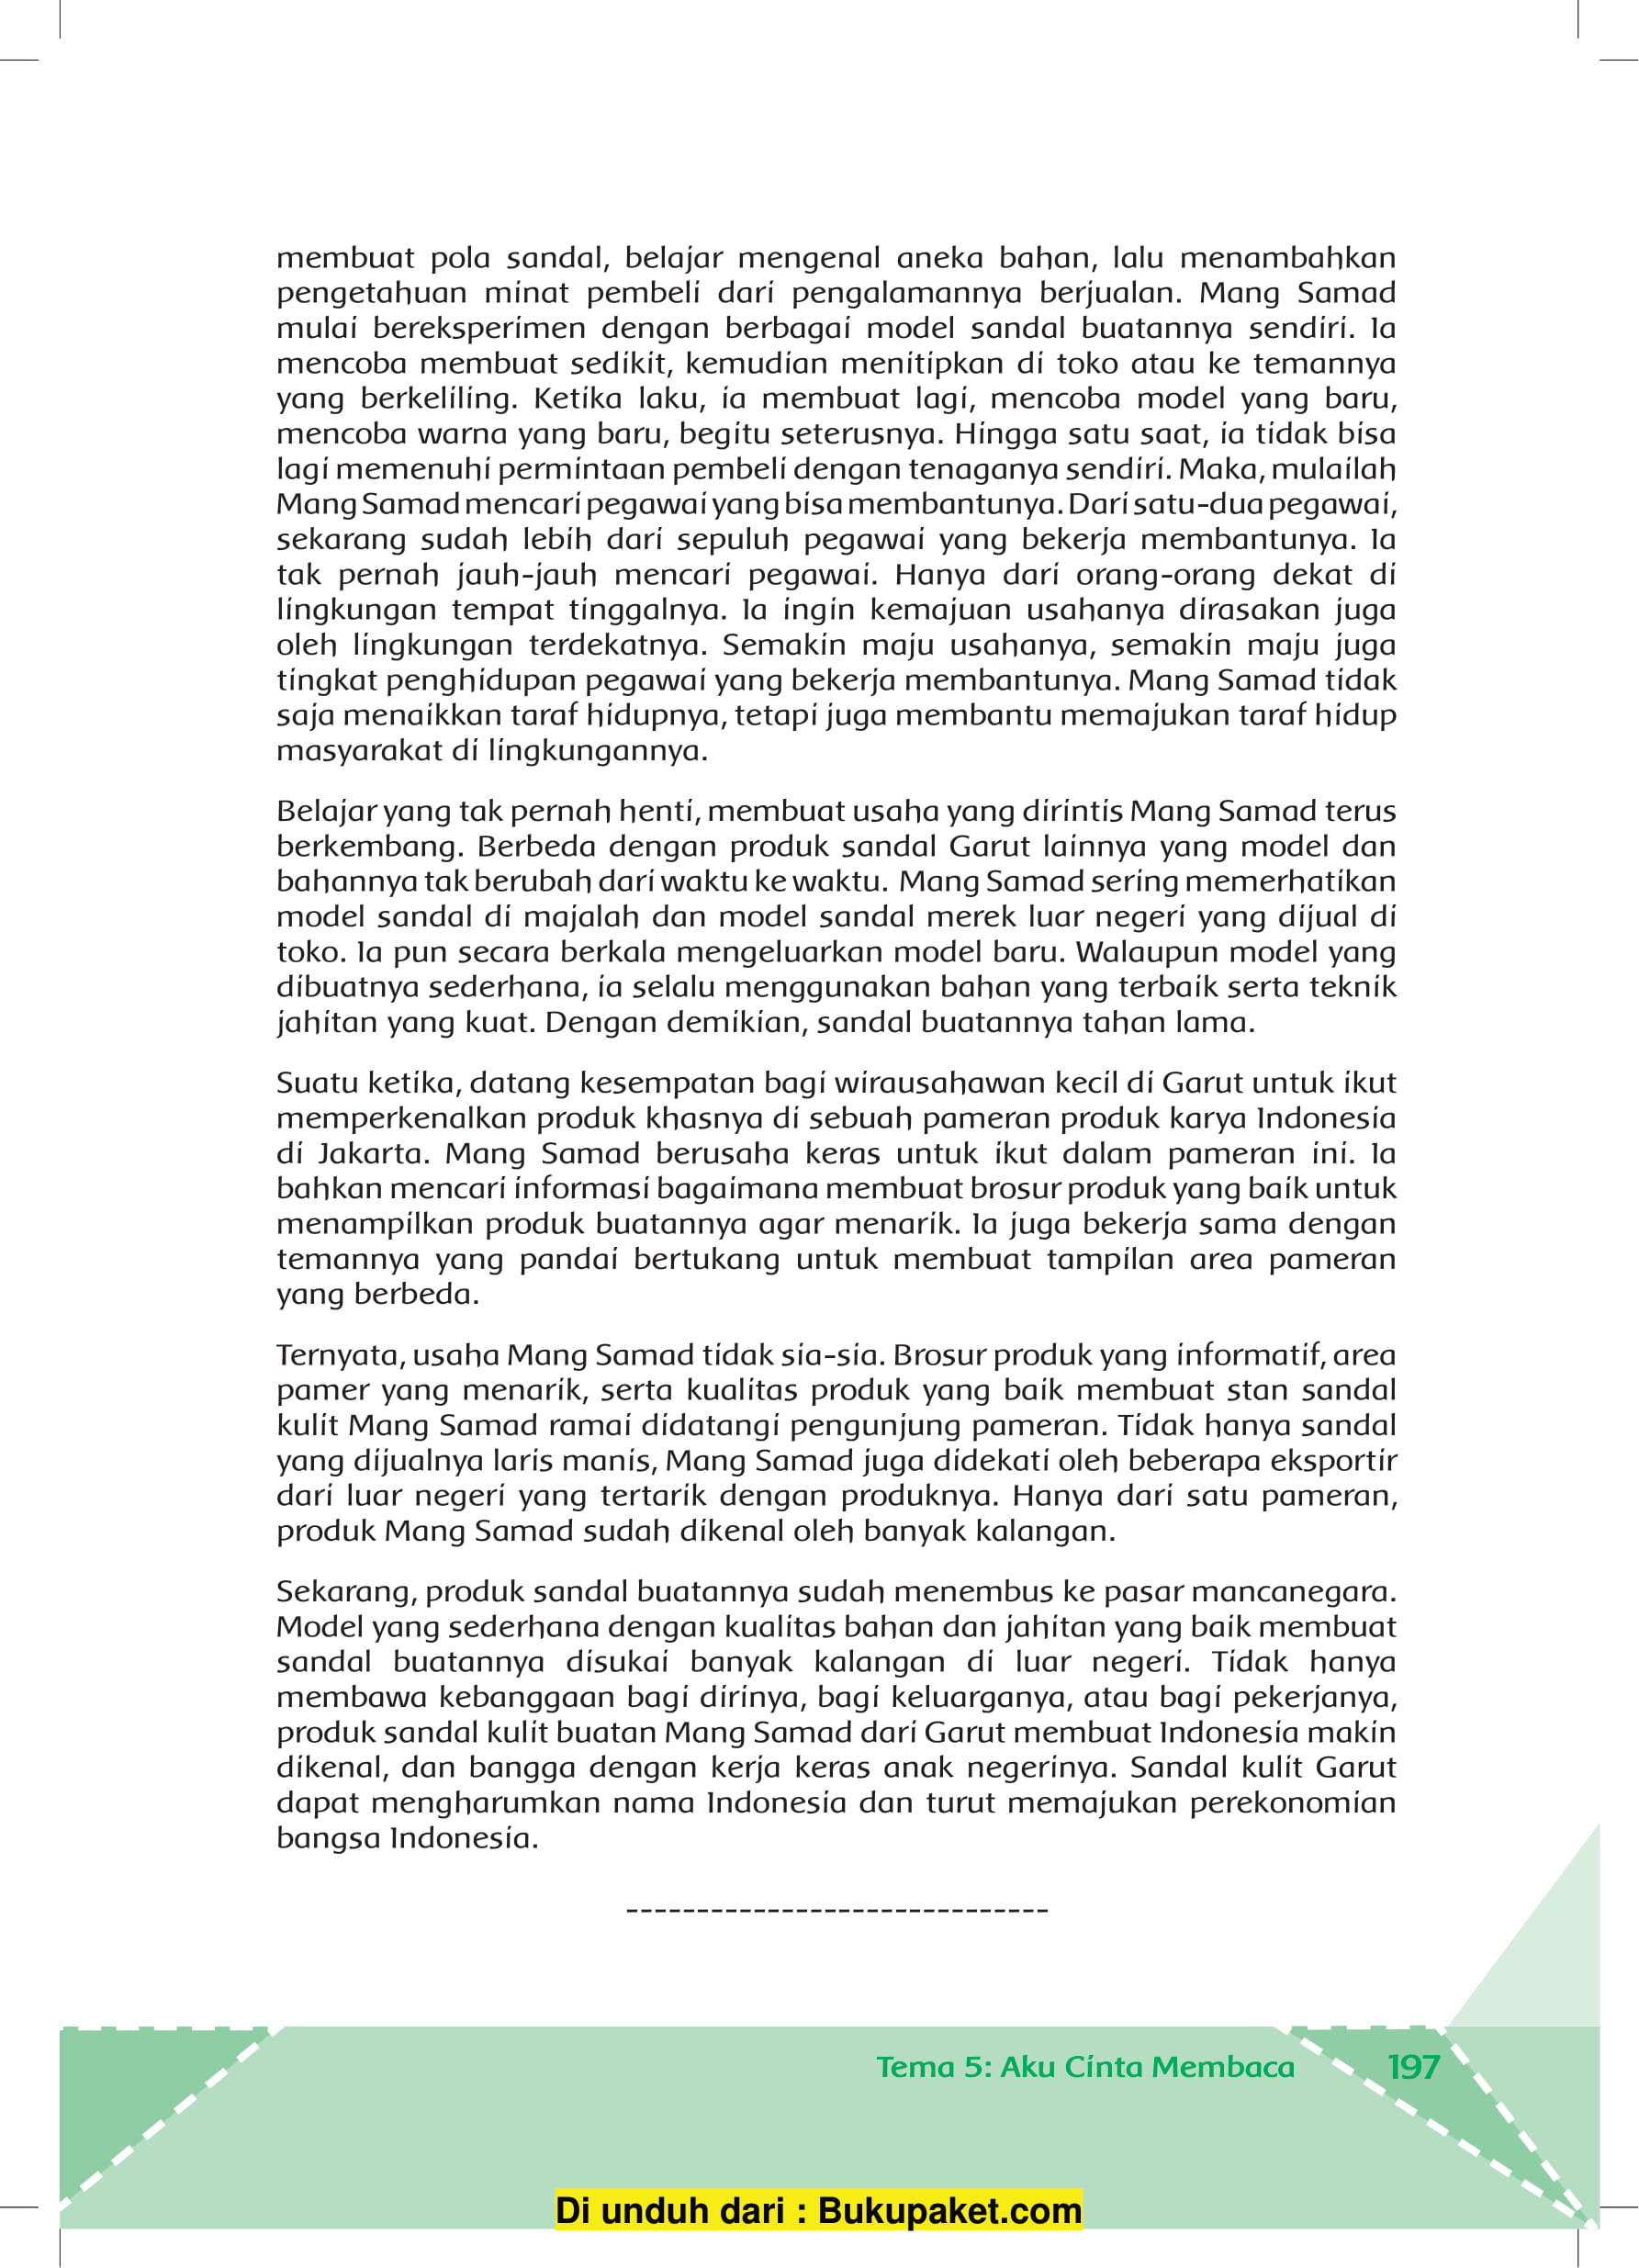 membuat pola sandal, belajar mengenal aneka bahan, lalu menambahkan
pengetahuan minat pembeli dari pengalamannya berjualan. Mang Samad
mulai bereksperimen dengan berbagai model sandal buatannya sendiri. Ia
mencoba membuat sedikit, kemudian menitipkan di toko atau ke temannya
yang berkeliling. Ketika laku, ia membuat lagi, mencoba model yang baru,
mencoba warna yang baru, begitu seterusnya. Hingga satu saat, ia tidak bisa
lagi memenuhi permintaan pembeli dengan tenaganya sendiri. Maka, mulailah
Mang Samad mencari pegawai yang bisa membantunya. Dari satu-dua pegawai,
sekarang sudah lebih dari sepuluh pegawai yang bekerja membantunya. Ia
tak pernah jauh-jauh mencari pegawai. Hanya dari orang-orang dekat di
lingkungan tempat tinggalnya. Ia ingin kemajuan usahanya dirasakan juga
oleh lingkungan terdekatnya. Semakin maju usahanya, semakin maju juga
tingkat penghidupan pegawai yang bekerja membantunya. Mang Samad tidak
saja menaikkan taraf hidupnya, tetapi juga membantu memajukan taraf hidup
masyarakat di lingkungannya.
Belajar yang tak pernah henti, membuat usaha yang dirintis Mang Samad terus
berkembang. Berbeda dengan produk sandal Garut lainnya yang model dan
bahannya tak berubah dari waktu ke waktu. Mang Samad sering memerhatikan
model sandal di majalah dan model sandal merek luar negeri yang dijual di
toko. Ia pun secara berkala mengeluarkan model baru. Walaupun model yang
dibuatnya sederhana, ia selalu menggunakan bahan yang terbaik serta teknik
jahitan yang kuat. Dengan demikian, sandal buatannya tahan lama.
Suatu ketika, datang kesempatan bagi wirausahawan kecil di Garut untuk ikut
memperkenalkan produk khasnya di sebuah pameran produk karya Indonesia
di Jakarta. Mang Samad berusaha keras untuk ikut dalam pameran ini. Ia
bahkan mencari informasi bagaimana membuat brosur produk yang baik untuk
menampilkan produk buatannya agar menarik. Ia juga bekerja sama dengan
temannya yang pandai bertukang untuk membuat tampilan area pameran
yang berbeda.
Ternyata, usaha Mang Samad tidak sia-sia. Brosur produk yang informatif, area
pamer yang menarik, serta kualitas produk yang baik membuat stan sandal
kulit Mang Samad ramai didatangi pengunjung pameran. Tidak hanya sandal
yang dijualnya laris manis, Mang Samad juga didekati oleh beberapa eksportir
dari luar negeri yang tertarik dengan produknya. Hanya dari satu pameran,
produk Mang Samad sudah dikenal oleh banyak kalangan.
Sekarang, produk sandal buatannya sudah menembus ke pasar mancanegara.
Model yang sederhana dengan kualitas bahan dan jahitan yang baik membuat
sandal buatannya disukai banyak kalangan di luar negeri. Tidak hanya
membawa kebanggaan bagi dirinya, bagi keluarganya, atau bagi pekerjanya,
produk sandal kulit buatan Mang Samad dari Garut membuat Indonesia makin
dikenal, dan bangga dengan kerja keras anak negerinya. Sandal kulit Garut
dapat mengharumkan nama Indonesia dan turut memajukan perekonomian
bangsa Indonesia.
------------------------------
Tema 5: Aku Cinta Membaca 197
Di unduh dari : Bukupaket.com